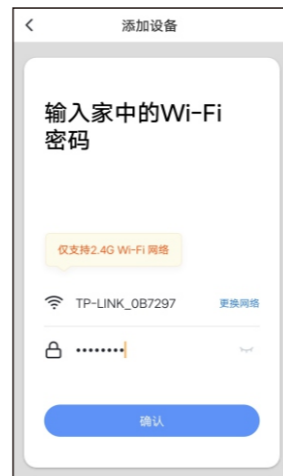 添加设备
输入家中的Wi-Fi
密码
仅支持2.4G Wi-Fi 网络
TP-LINK_0B7297 更换网络
••••••••
确认